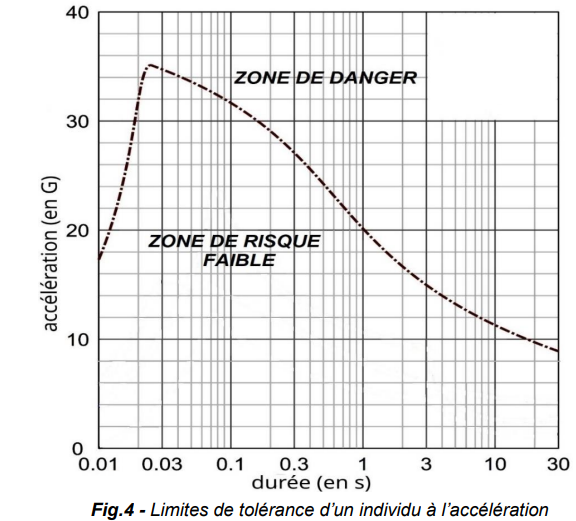 40
30
20
10
0
accélération (en G)
ZONE DE DANGER
ZONE DE RISQUE
FAIBLE
0.01 0.03 0.1 0.3 1 3 10 30
durée (en s)
Fig.4 - Limites de tolérance d’un individu à l’accélération